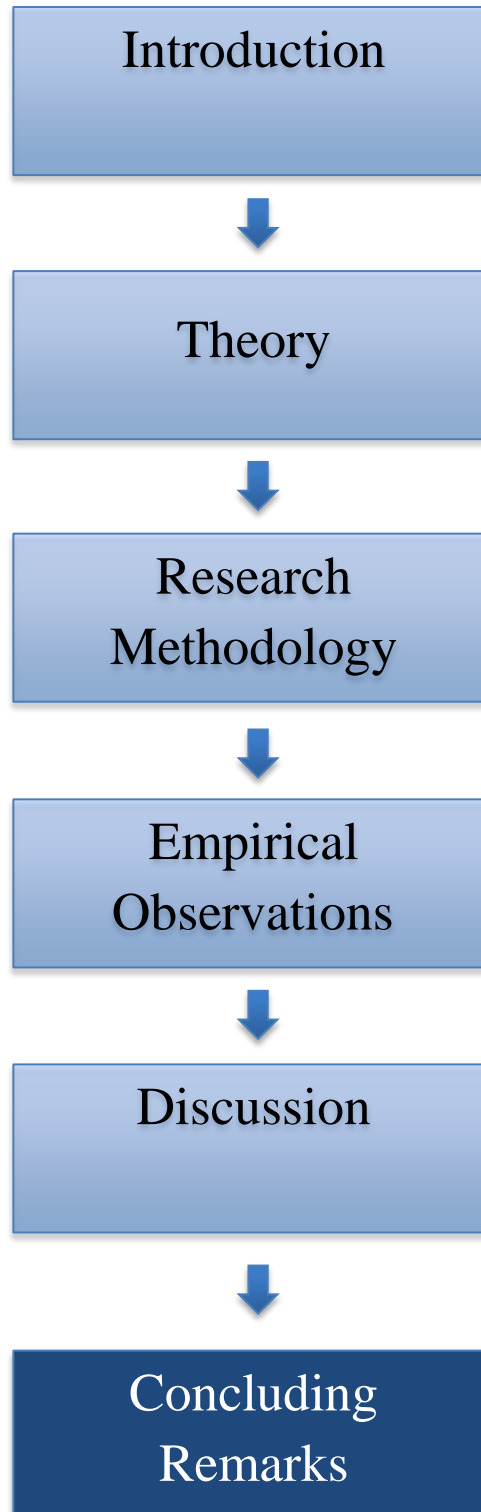 Introduction
Theory
Research
Methodology
Empirical
Observations
Discussion
Concluding
Remarks